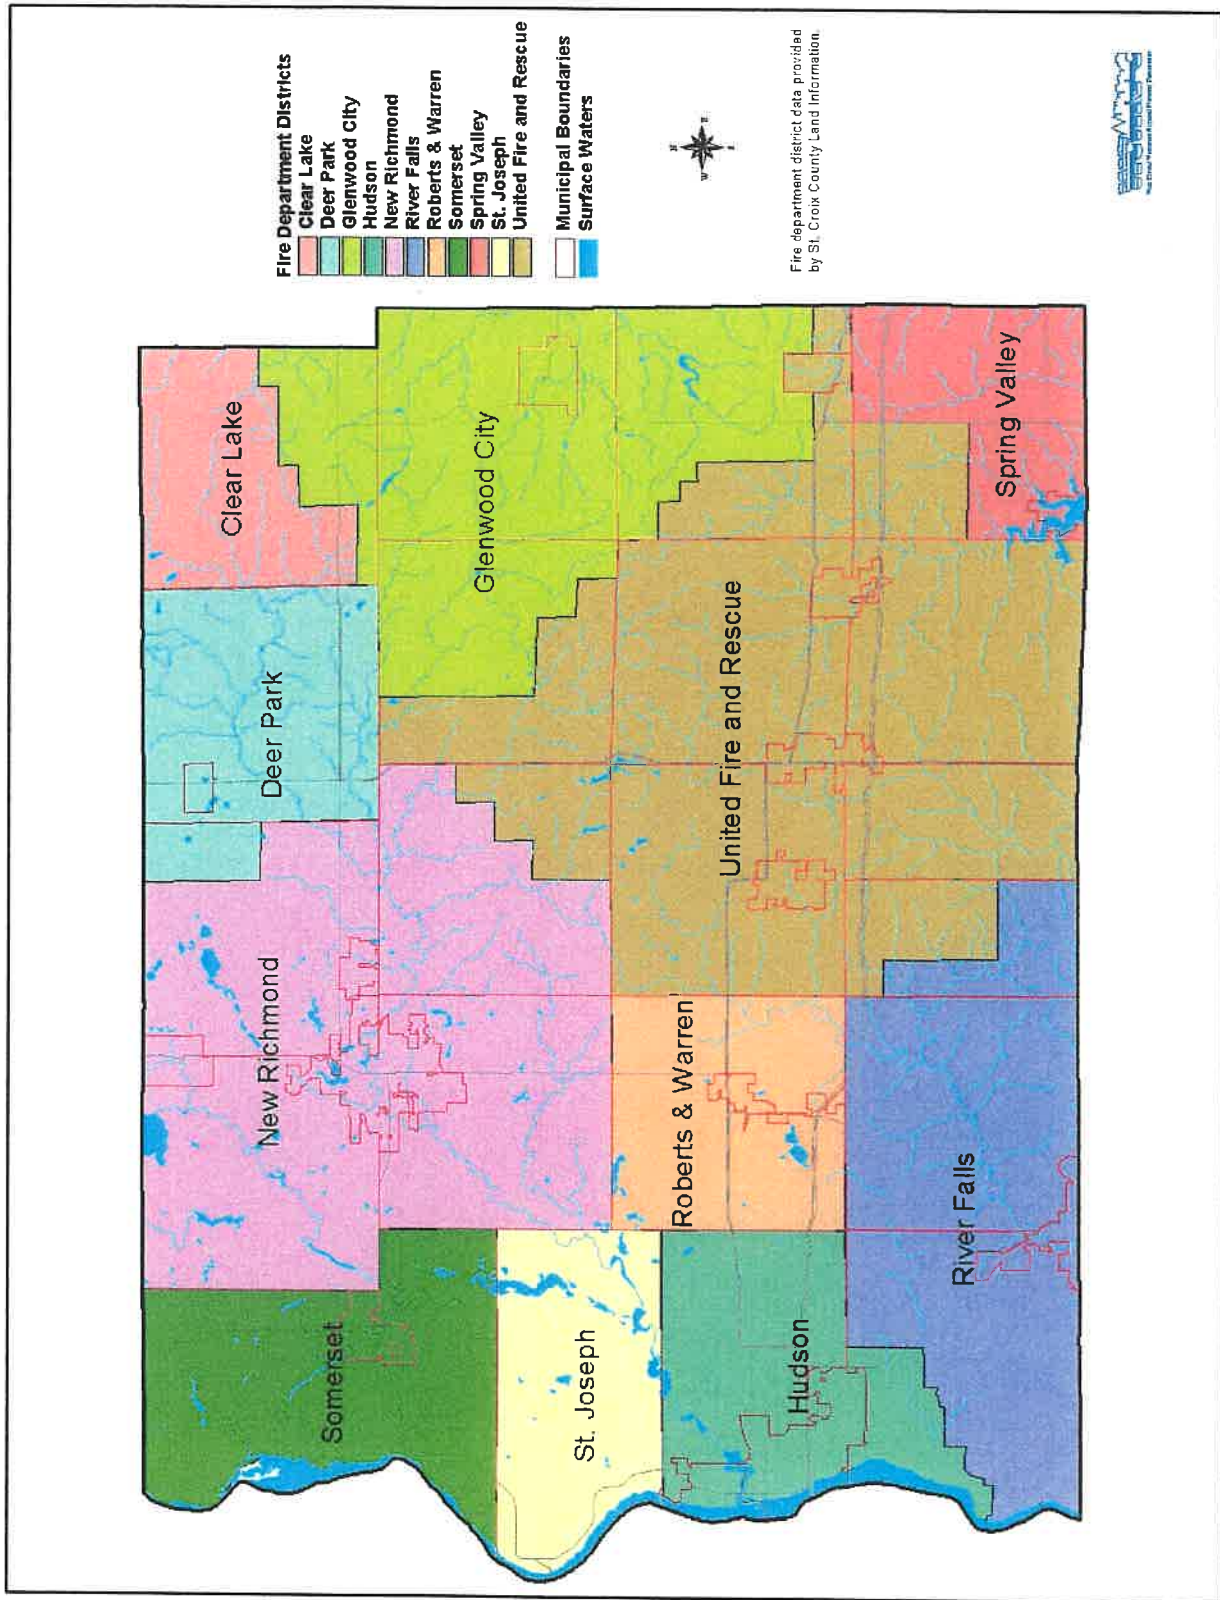 Fire Department Districts
Clear Lake
Deer Park
Glenwood City
Hudson
New Richmond
River Falls
Roberts & Warren
Somerset
Spring Valley
St. Joseph
United Fire and Rescue
Municipal Boundaries
Surface Waters
N
W
E
S
Fire department district data provided
by St. Croix County Land Information.
Clear Lake
Deer Park
Glenwood City
New Richmond
Somerset
St. Joseph
United Fire and Rescue
Roberts & Warren
Hudson
River Falls
Spring Valley